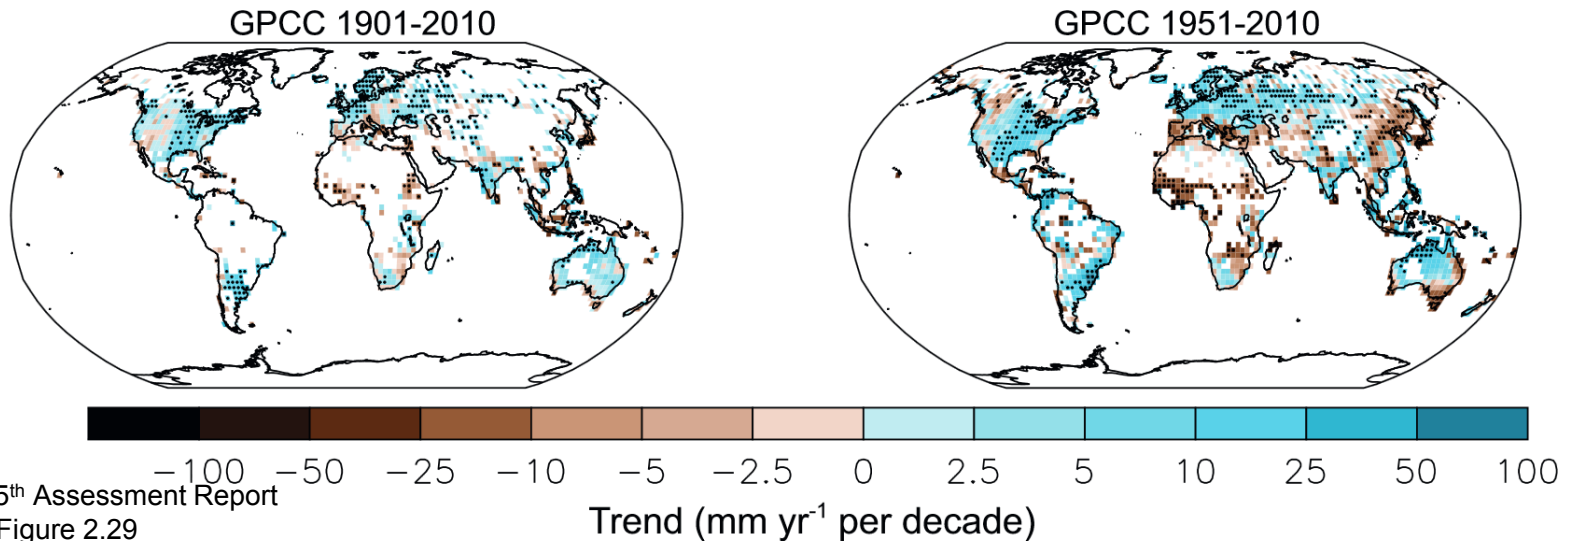 GPCC 1901-2010
GPCC 1951-2010
−100 −50 −25 −10 −5 −2.5 0 2.5 5 10 25 50 100
5th Assessment Report
Figure 2.29
Trend (mm yr-1 per decade)